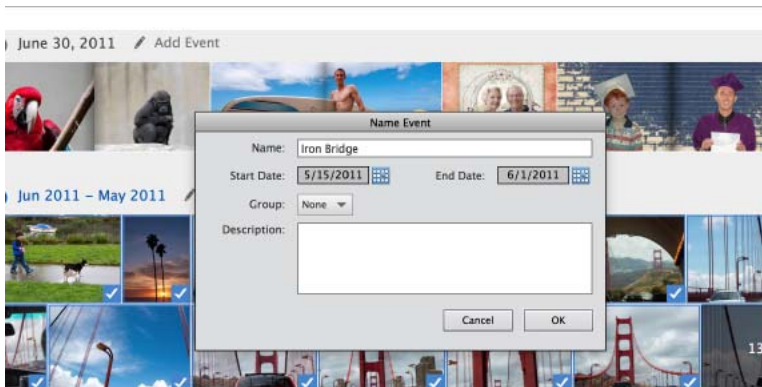 June 30, 2011 Add Event
Name Event
Name: Iron Bridge
Start Date: 5/15/2011 End Date: 6/1/2011
Jun 2011 – May 2011
Group: None
Description:
Cancel OK
13